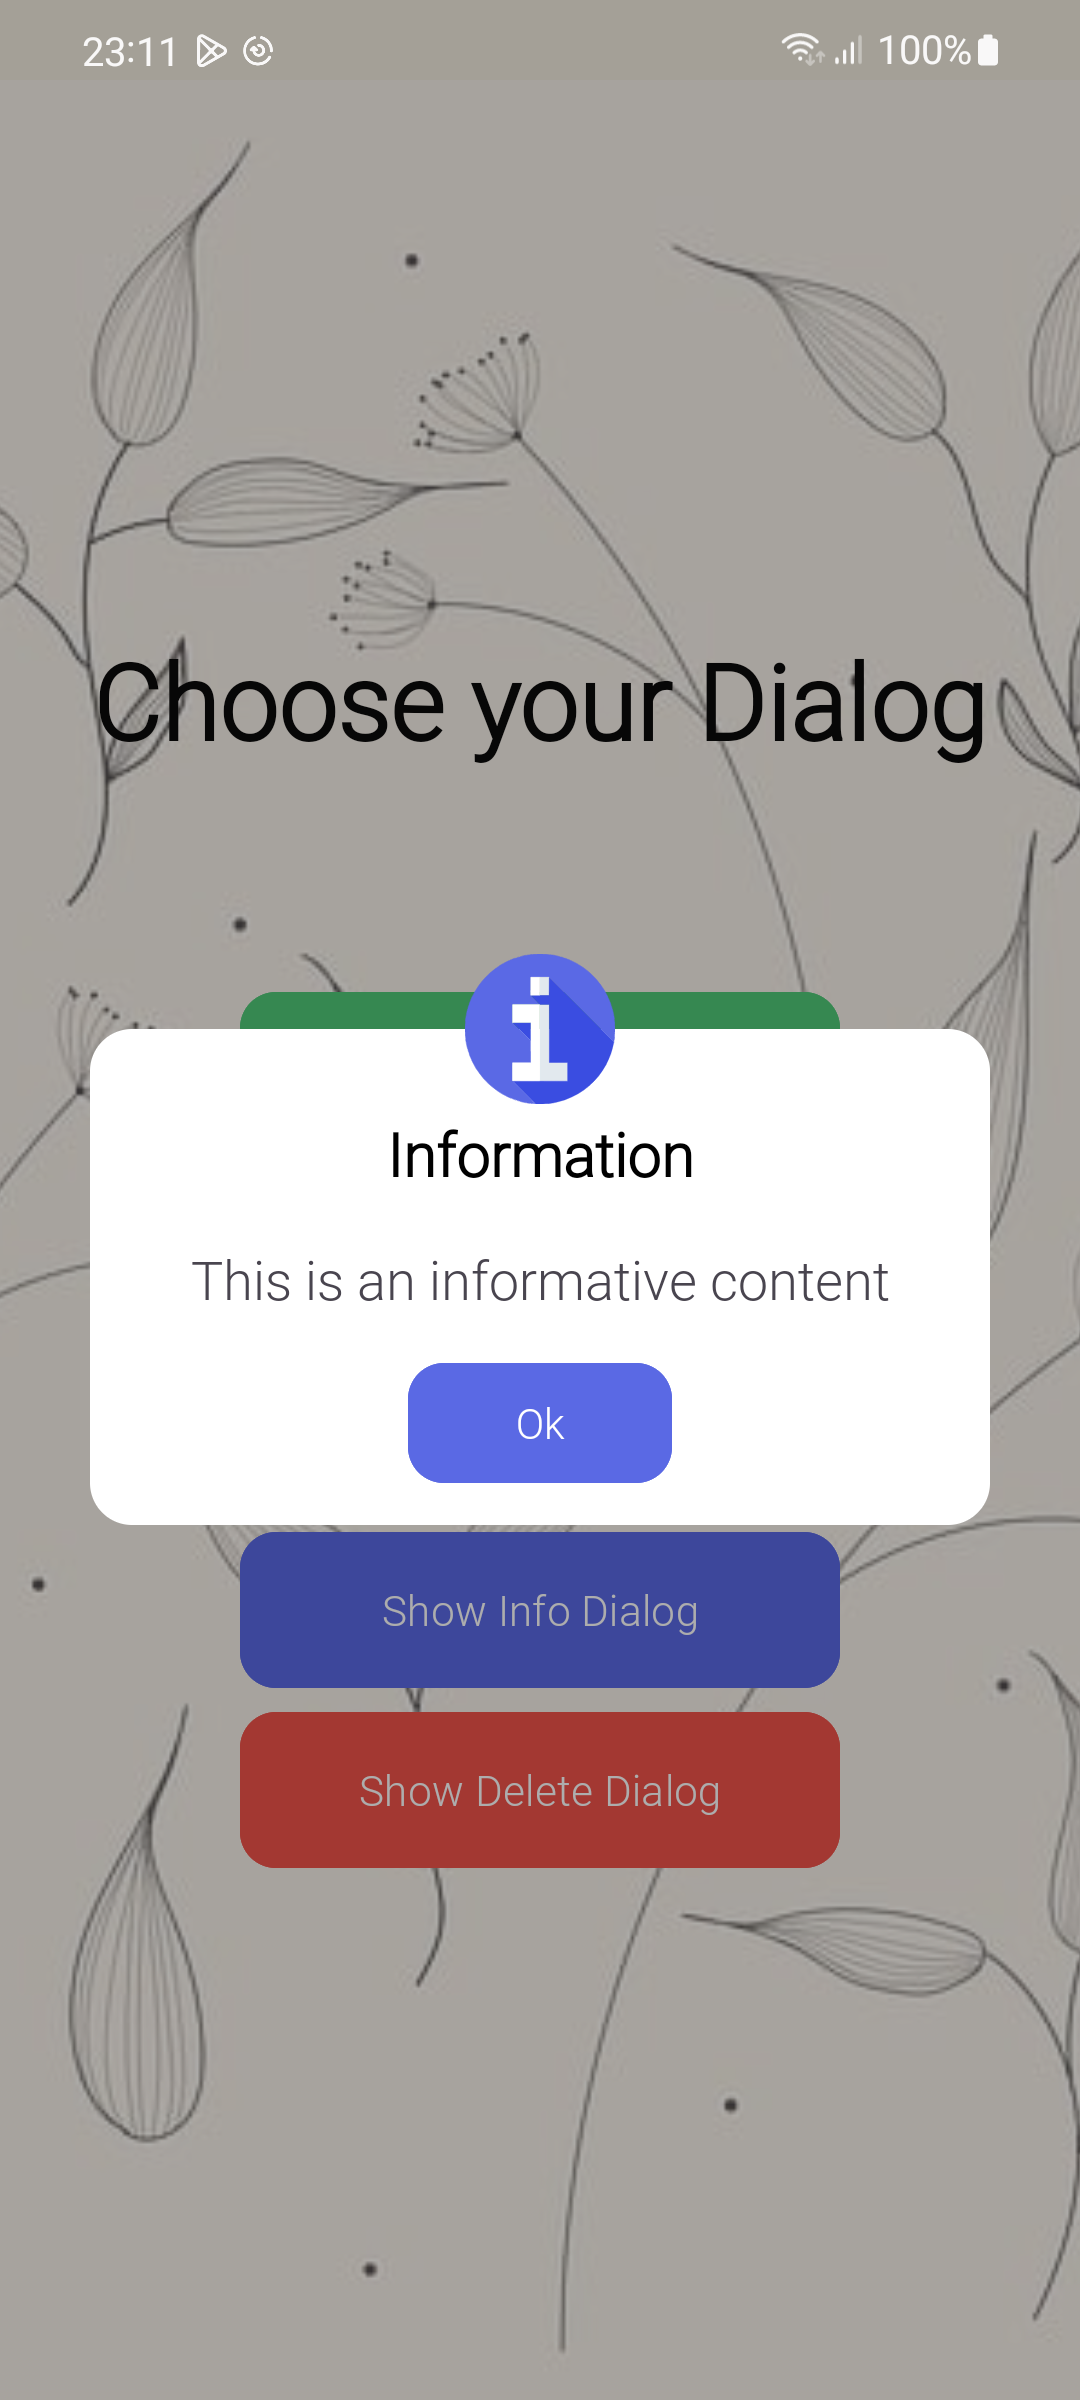 23:11 100%
Choose your Dialog
Information
This is an informative content
Ok
Show Info Dialog
Show Delete Dialog